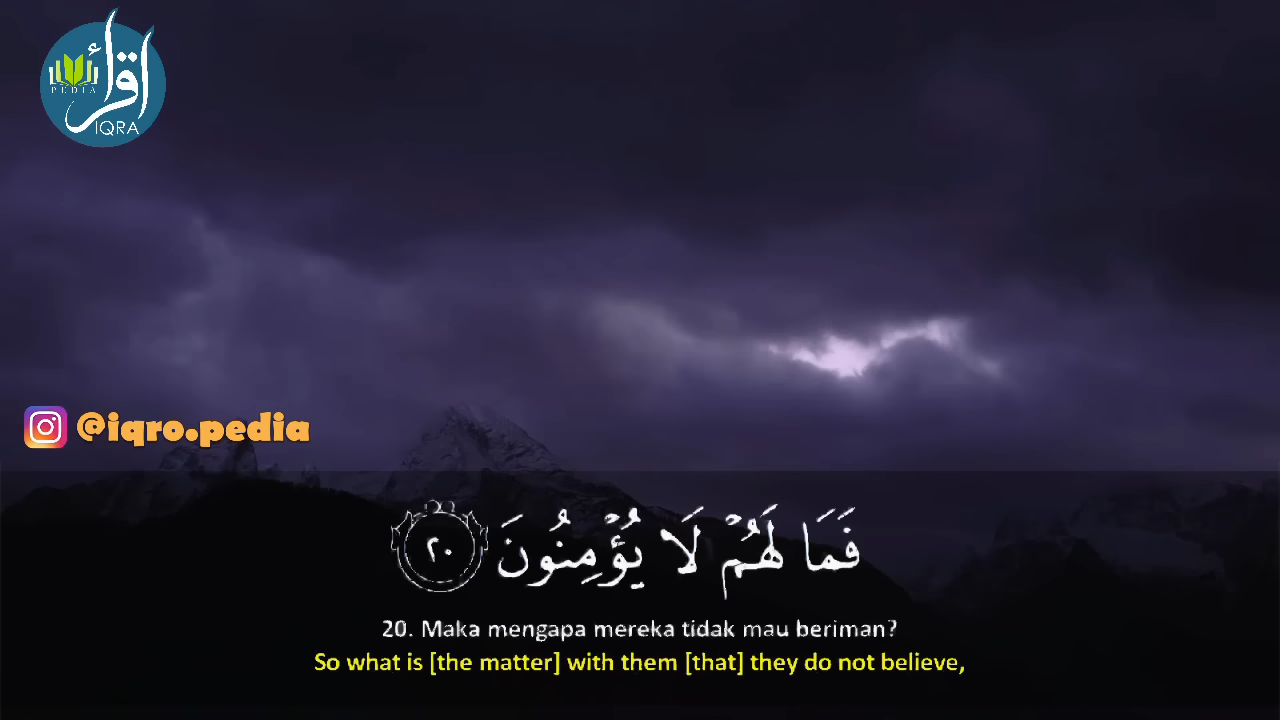 اقرأ
PEDIA
IQRA
@iqro.pedia
فَمَا لَهُمْ لَا يُؤْمِنُونَ ٢٠
20. Maka mengapa mereka tidak mau beriman?
So what is [the matter] with them [that] they do not believe,